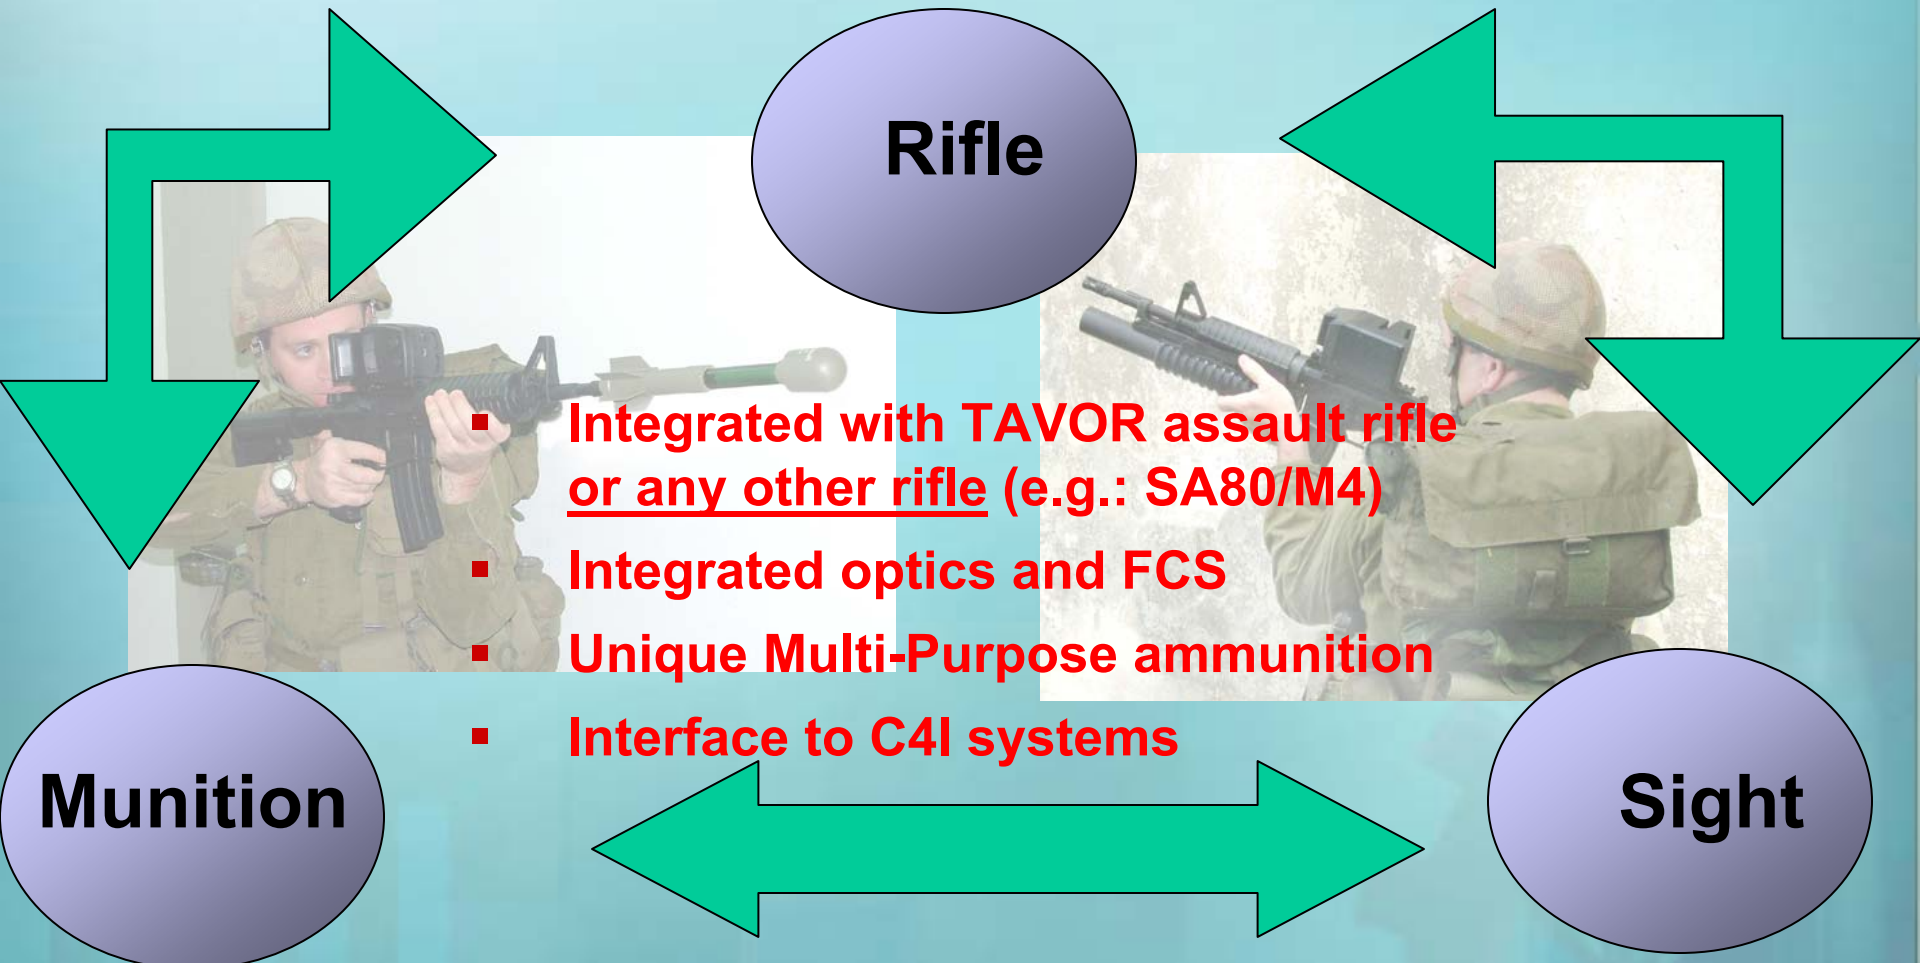 Rifle
▪ Integrated with TAVOR assault rifle
or any other rifle (e.g.: SA80/M4)
▪ Integrated optics and FCS
▪ Unique Multi-Purpose ammunition
▪ Interface to C4I systems
Munition
Sight